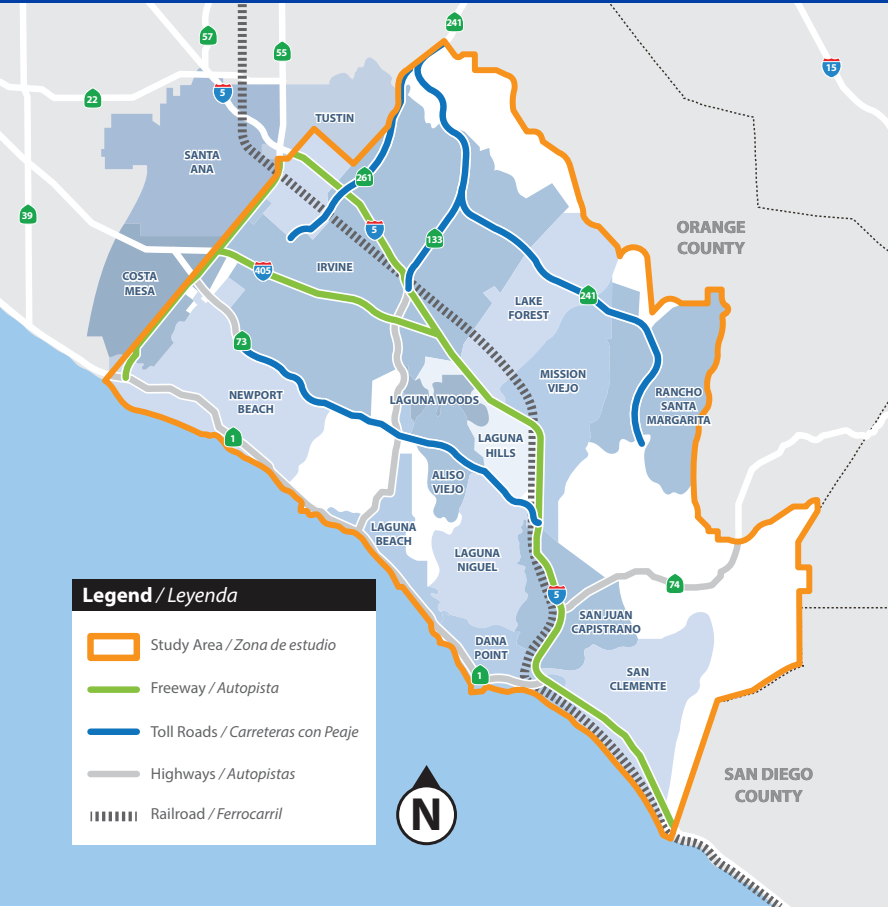 241
57
55
15
5
22
TUSTIN
SANTA
ANA
261
39
5
133
ORANGE
COUNTY
405
IRVINE
COSTA
MESA
LAKE
FOREST
241
73
MISSION
VIEJO
NEWPORT
BEACH
LAGUNA WOODS
RANCHO
SANTA
MARGARITA
1
LAGUNA
HILLS
ALISO
VIEJO
LAGUNA
BEACH
LAGUNA
NIGUEL
74
5
SAN JUAN
CAPISTRANO
DANA
POINT
1
SAN
CLEMENTE
SAN DIEGO
COUNTY
Legend / Leyenda
Study Area / Zona de estudio
Freeway / Autopista
Toll Roads / Carreteras con Peaje
Highways / Autopistas
Railroad / Ferrocarril
N